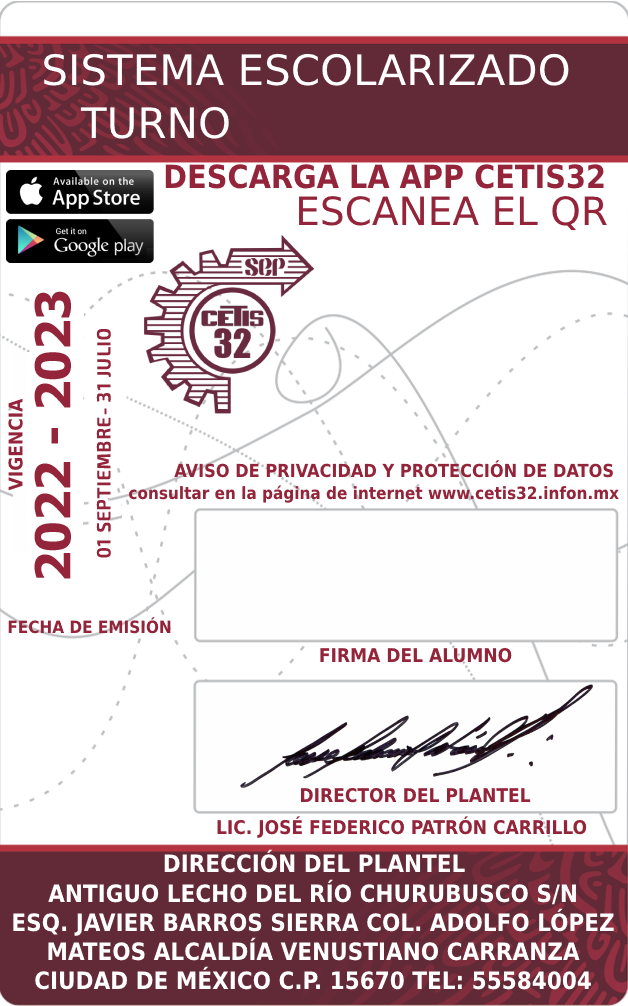 SISTEMA ESCOLARIZADO
TURNO
Available on the
App Store
Get it on
Google play
DESCARGA LA APP CETIS32
ESCANEA EL QR
SEP
CETIS
32
VIGENCIA
2022 - 2023
01 SEPTIEMBRE - 31 JULIO
AVISO DE PRIVACIDAD Y PROTECCIÓN DE DATOS
consultar en la página de internet www.cetis32.infon.mx
FECHA DE EMISIÓN
FIRMA DEL ALUMNO
DIRECTOR DEL PLANTEL
LIC. JOSÉ FEDERICO PATRÓN CARRILLO
DIRECCIÓN DEL PLANTEL
ANTIGUO LECHO DEL RÍO CHURUBUSCO S/N
ESQ. JAVIER BARROS SIERRA COL. ADOLFO LÓPEZ
MATEOS ALCALDÍA VENUSTIANO CARRANZA
CIUDAD DE MÉXICO C.P. 15670 TEL: 55584004